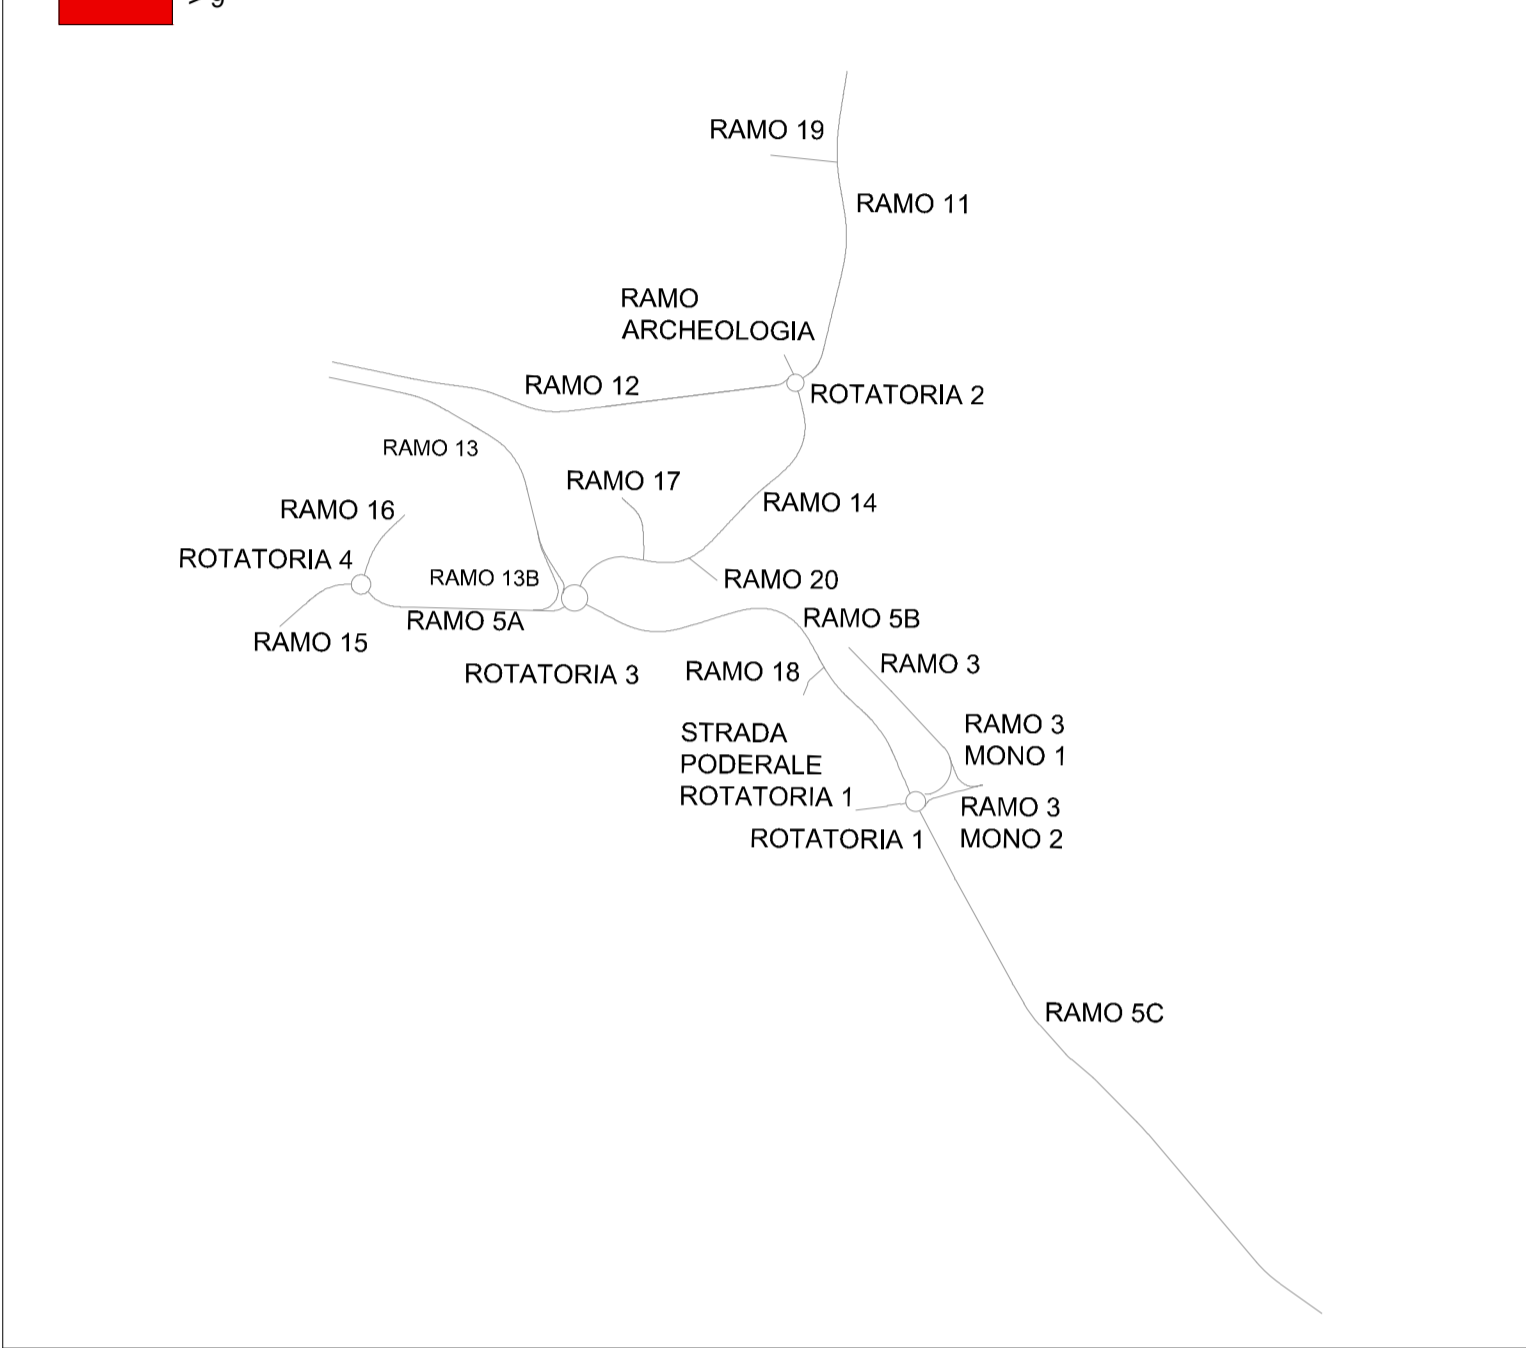 RAMO 19
RAMO 11
RAMO
ARCHEOLOGIA
RAMO 12
ROTATORIA 2
RAMO 13
RAMO 17
RAMO 14
RAMO 16
ROTATORIA 4
RAMO 13B
RAMO 20
RAMO 5A
RAMO 5B
RAMO 15
RAMO 3
ROTATORIA 3
RAMO 18
STRADA
PODERALE
ROTATORIA 1
RAMO 3
MONO 1
RAMO 3
MONO 2
ROTATORIA 1
RAMO 5C